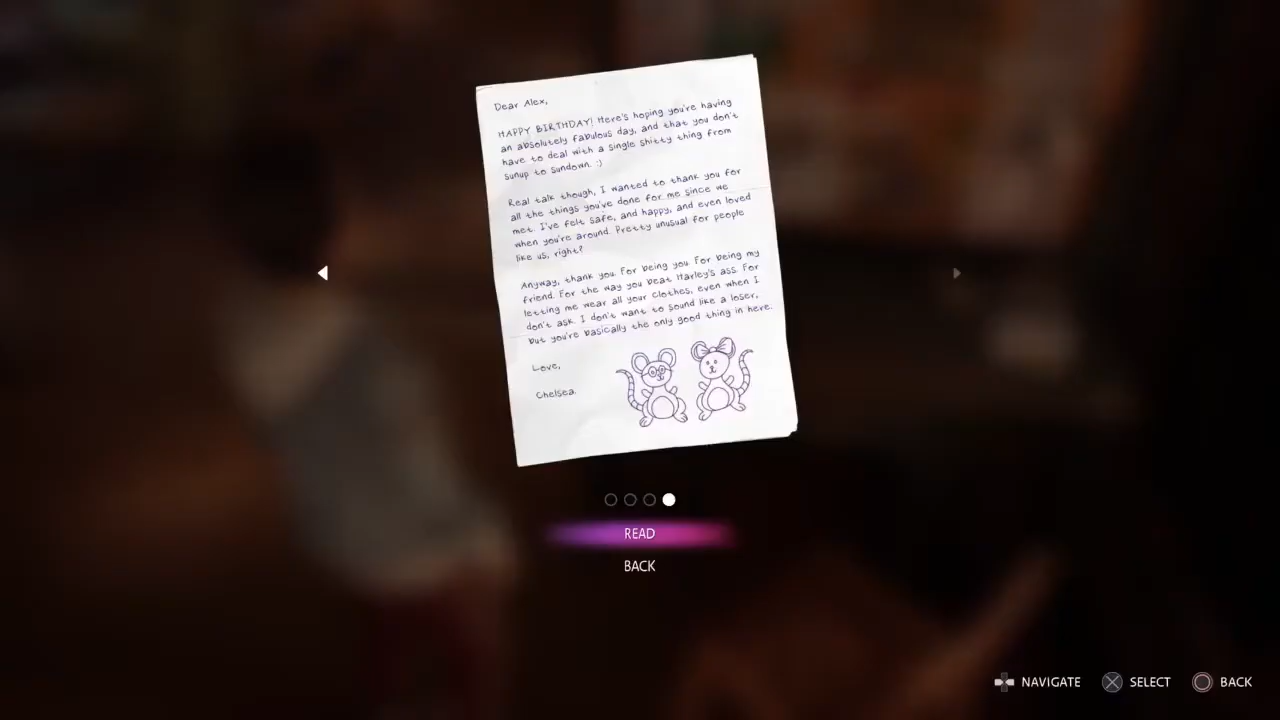 Dear Alex,
HAPPY BIRTHDAY! Here's hoping you're having
an absolutely fabulous day, and that you don't
have to deal with a single shitty thing from
sunup to sundown. :)
Real talk though, I wanted to thank you for
all the things you've done for me since we
met. I've felt safe, and happy, and even loved
when you're around. Pretty unusual for people
like us, right?
Anyway, thank you. For being you. For being my
friend. For the way you beat Harley's ass. For
letting me wear all your clothes, even when I
don't ask. I don't want to sound like a loser,
but you're basically the only good thing in here.
Love,
Chelsea.
READ
BACK
NAVIGATE SELECT BACK